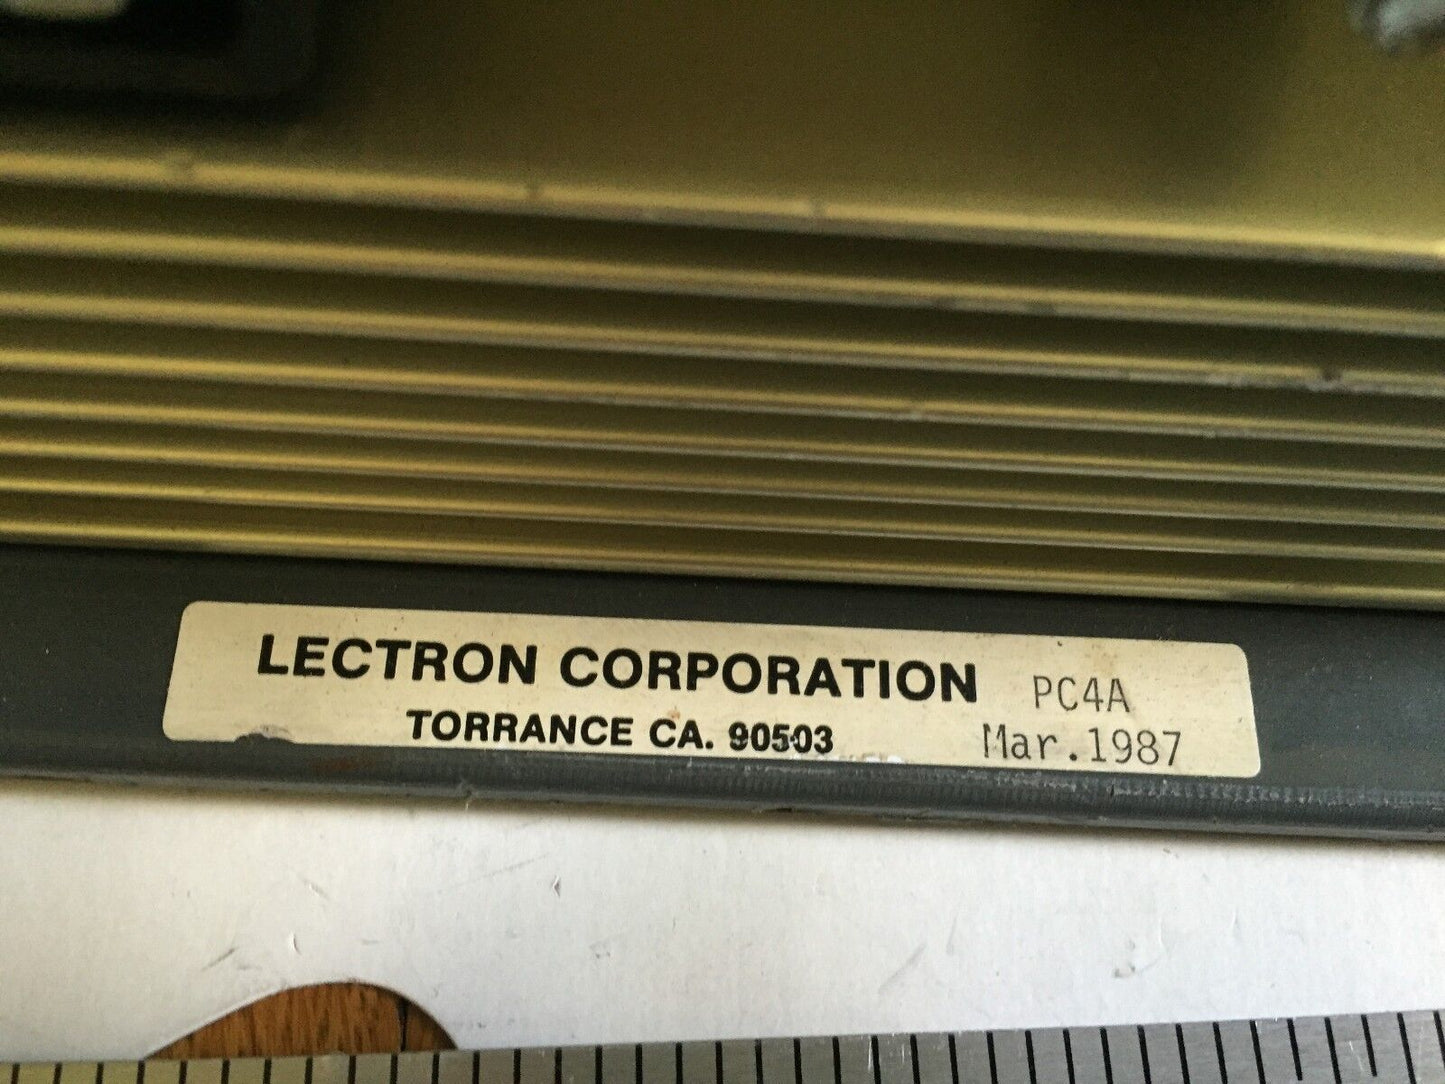 LECTRON CORPORATION PC4A
TORRANCE CA. 90503 Mar.1987